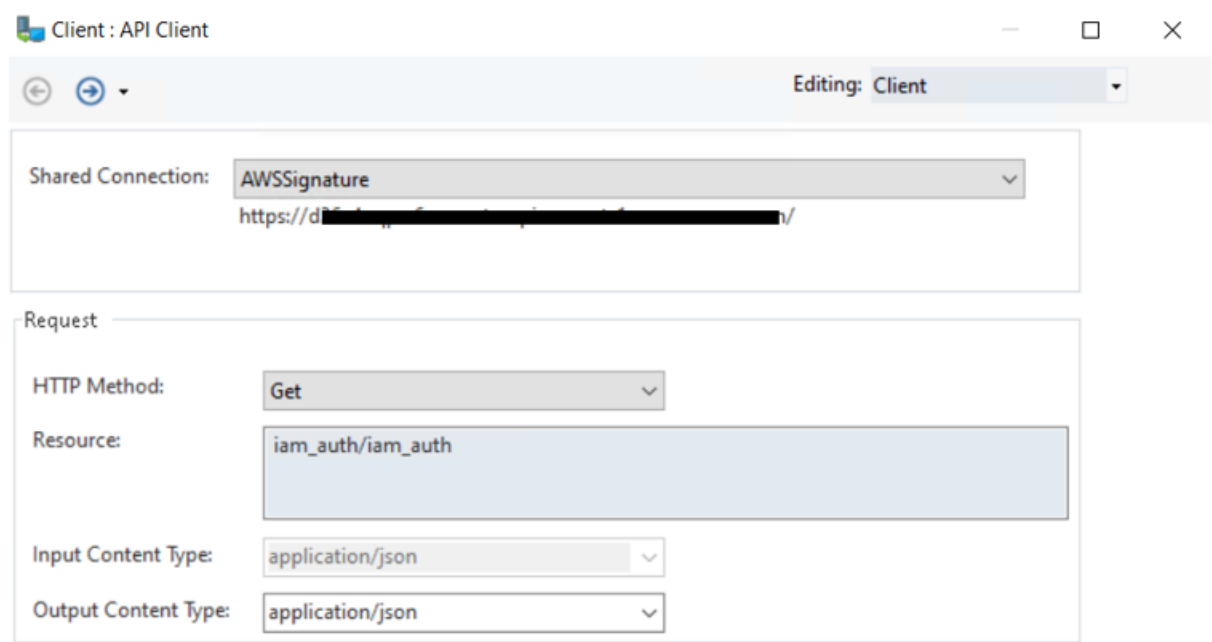 Client : API Client
Editing: Client
Shared Connection: AWSSignature
https://d n/
Request
HTTP Method: Get
Resource: iam_auth/iam_auth
Input Content Type: application/json
Output Content Type: application/json